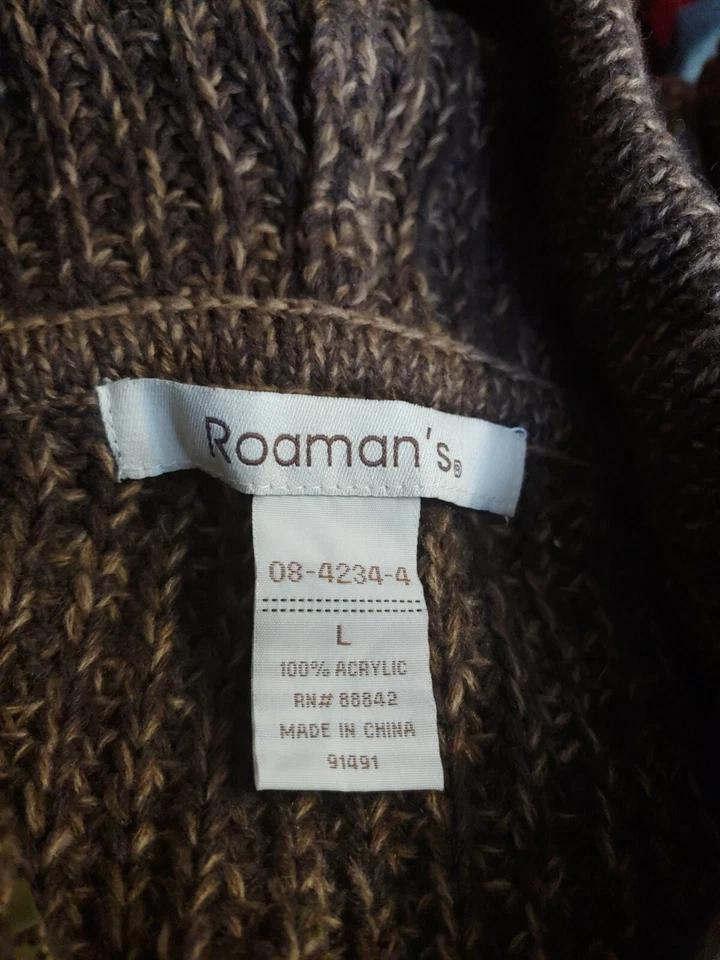 Roaman's®
08-4234-4
L
100% ACRYLIC
RN# 88842
MADE IN CHINA
91491